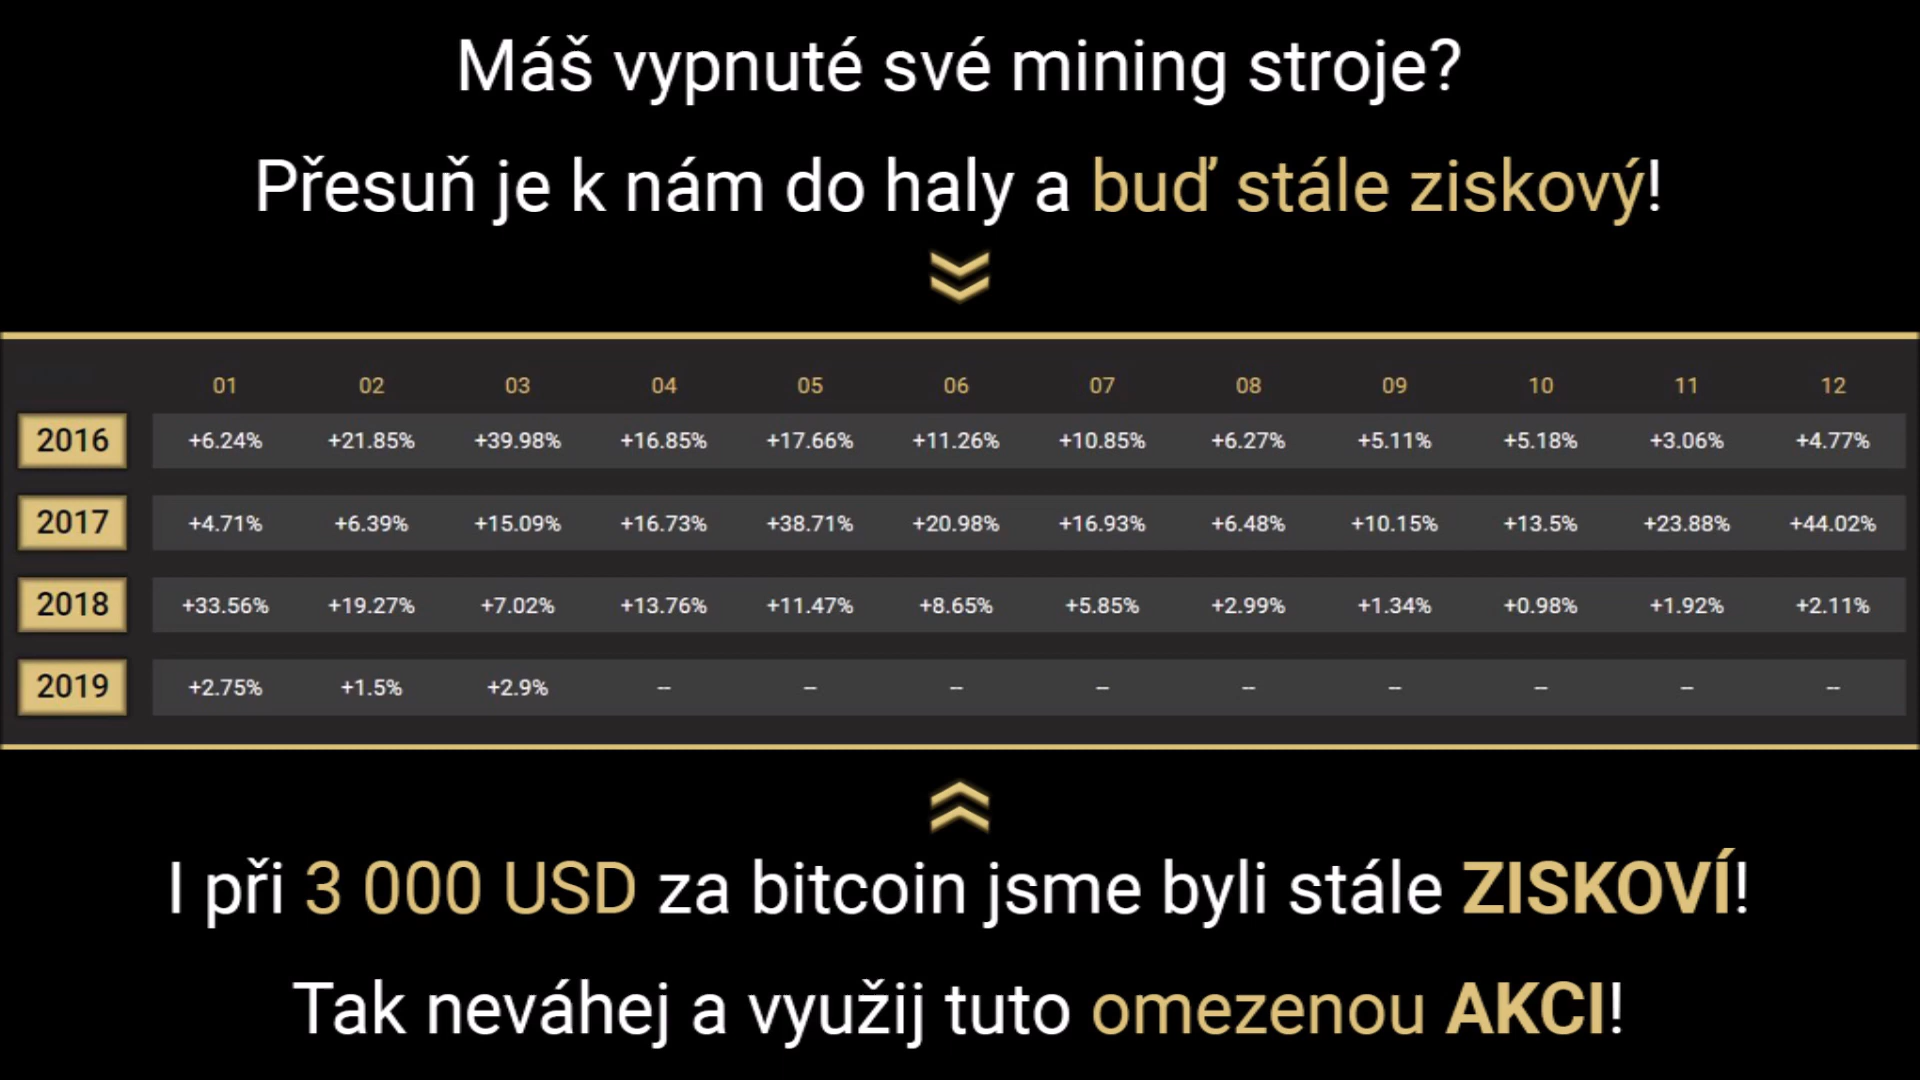 Máš vypnuté své mining stroje?
Přesuň je k nám do haly a buď stále ziskový!
01 02 03 04 05 06 07 08 09 10 11 12
2016 +6.24% +21.85% +39.98% +16.85% +17.66% +11.26% +10.85% +6.27% +5.11% +5.18% +3.06% +4.77%
2017 +4.71% +6.39% +15.09% +16.73% +38.71% +20.98% +16.93% +6.48% +10.15% +13.5% +23.88% +44.02%
2018 +33.56% +19.27% +7.02% +13.76% +11.47% +8.65% +5.85% +2.99% +1.34% +0.98% +1.92% +2.11%
2019 +2.75% +1.5% +2.9% -- -- -- -- -- -- -- -- --
I při 3 000 USD za bitcoin jsme byli stále ZISKOVÍ!
Tak neváhej a využij tuto omezenou AKCI!